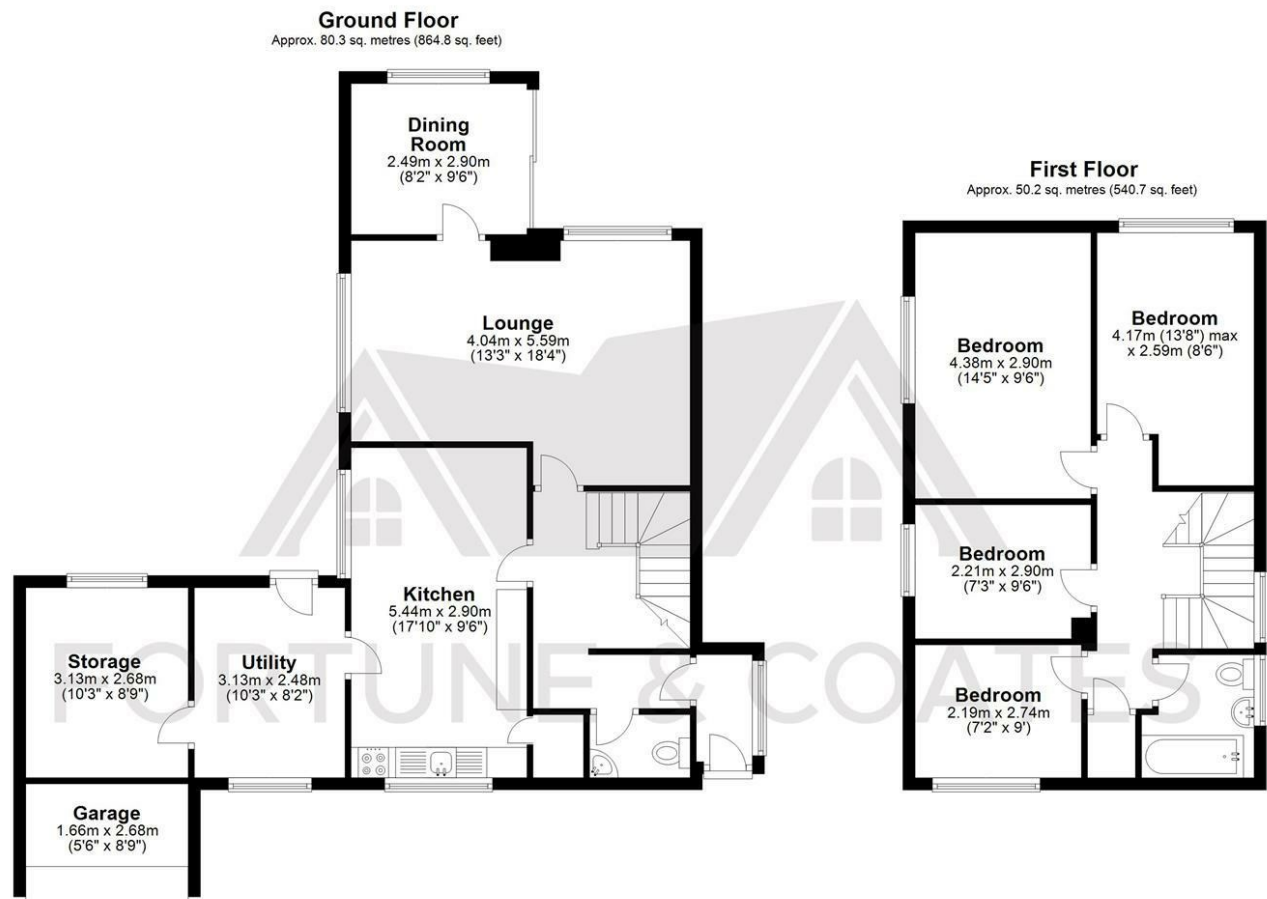 Ground Floor
Approx. 80.3 sq. metres (864.8 sq. feet)
Dining
Room
2.49m x 2.90m
(8'2" x 9'6")
Lounge
4.04m x 5.59m
(13'3" x 18'4")
Kitchen
5.44m x 2.90m
(17'10" x 9'6")
Storage
3.13m x 2.68m
(10'3" x 8'9")
Utility
3.13m x 2.48m
(10'3" x 8'2")
Garage
1.66m x 2.68m
(5'6" x 8'9")
First Floor
Approx. 50.2 sq. metres (540.7 sq. feet)
Bedroom
4.38m x 2.90m
(14'5" x 9'6")
Bedroom
4.17m (13'8") max
x 2.59m (8'6")
Bedroom
2.21m x 2.90m
(7'3" x 9'6")
Bedroom
2.19m x 2.74m
(7'2" x 9')
FORTUNE & COATES